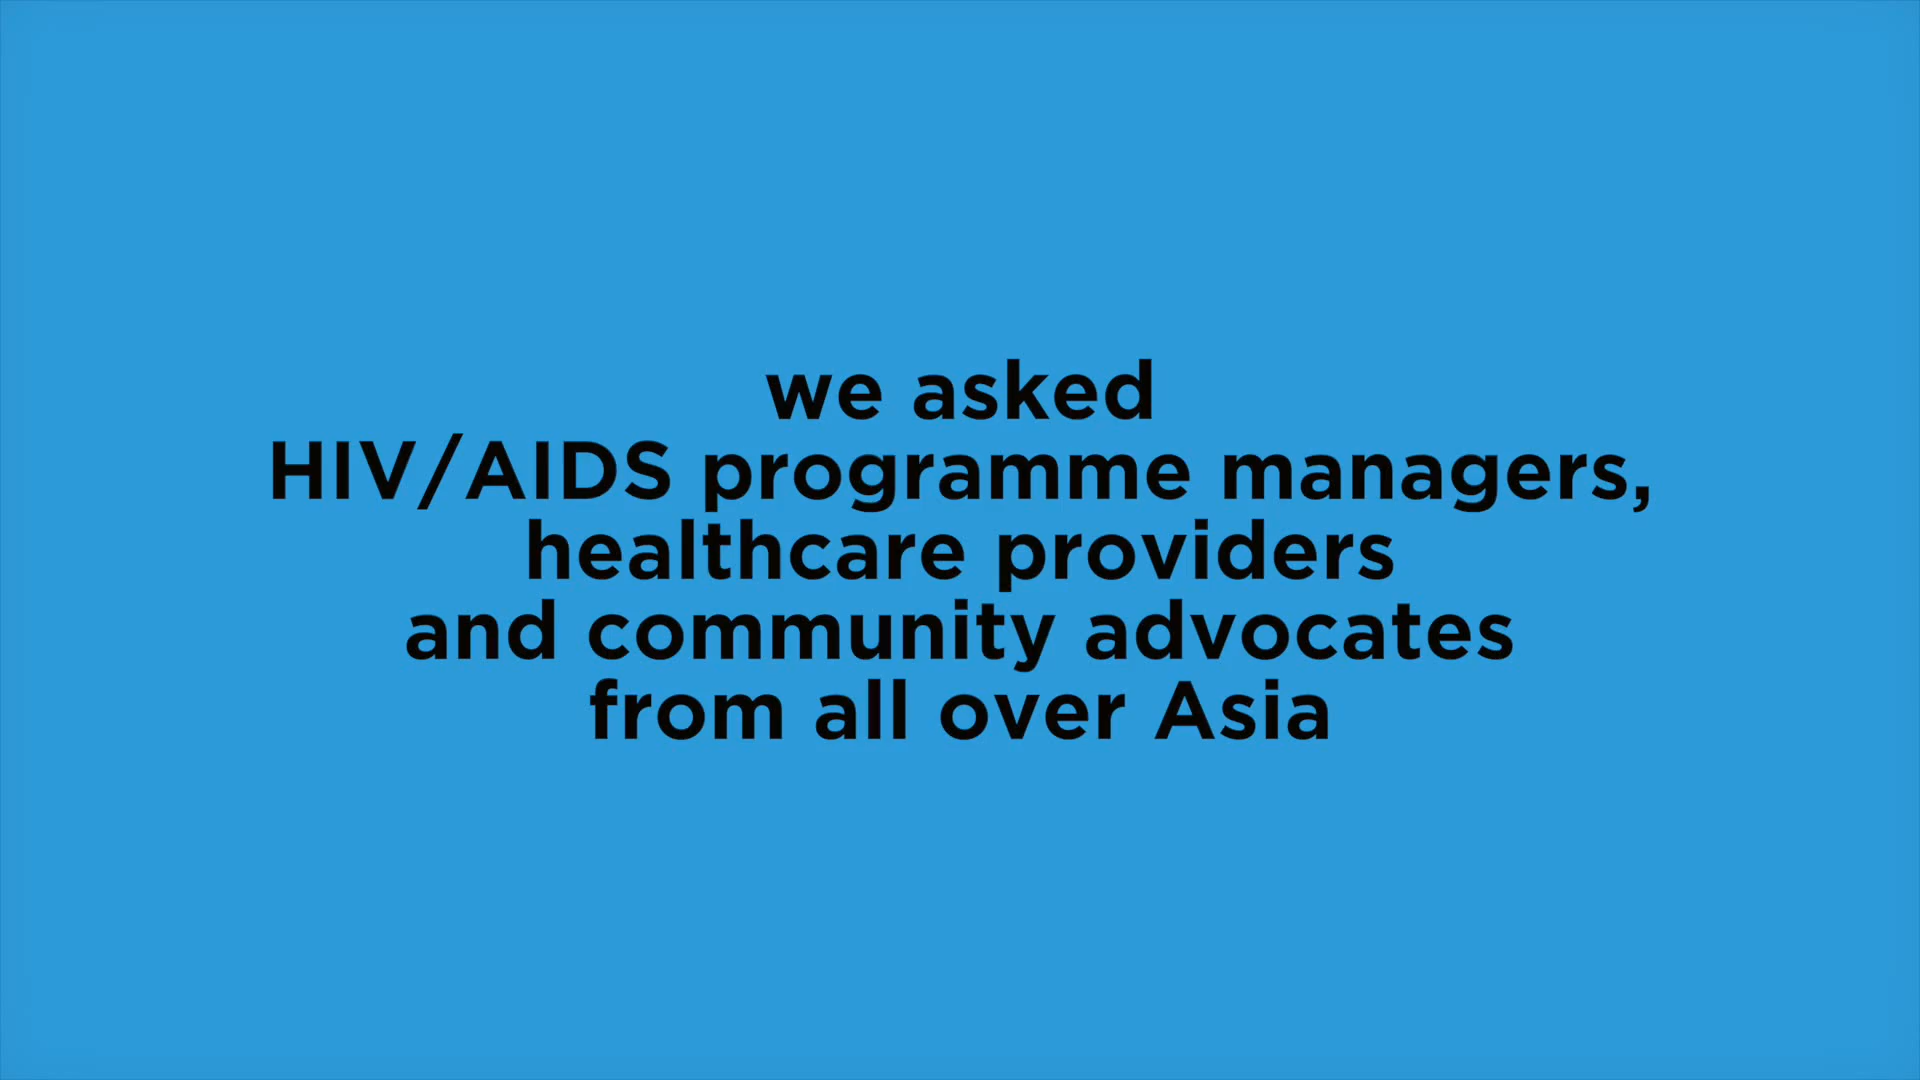 we asked
HIV/AIDS programme managers,
healthcare providers
and community advocates
from all over Asia